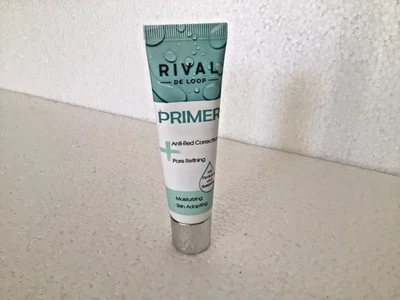 RIVAL
DE LOOP
PRIMER
Anti-Red Correction
Pore Refining
Moisturizing
Skin Adapting